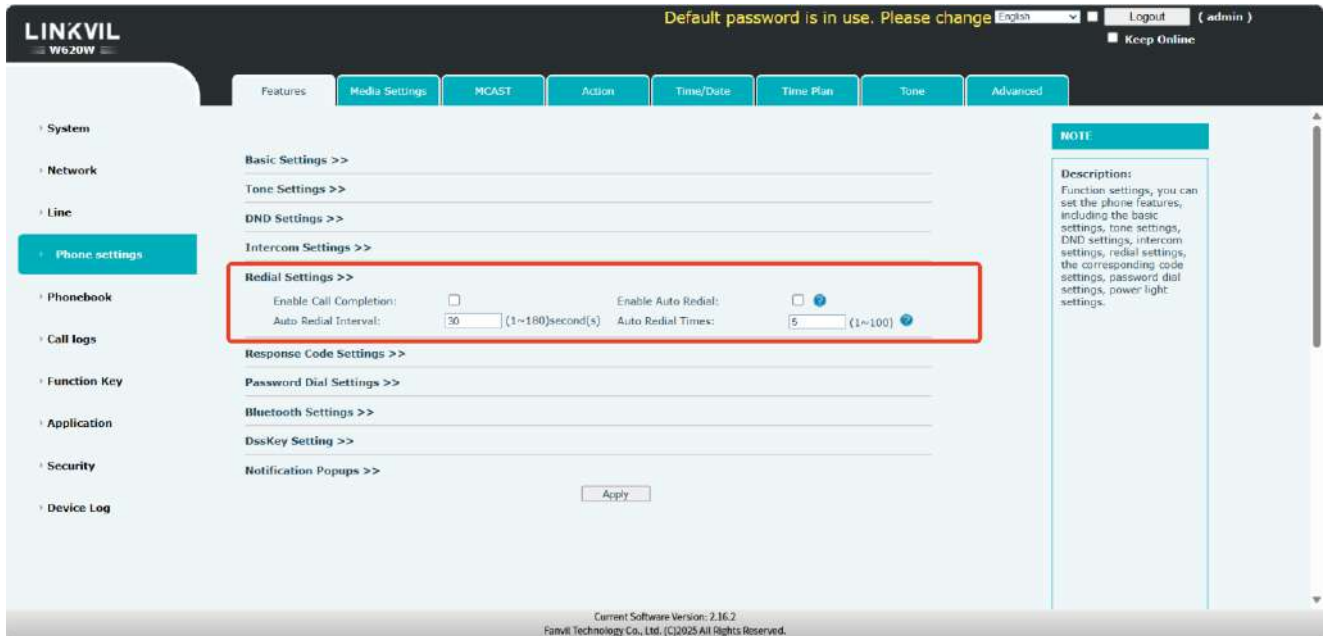 LINKVIL
W620W
Default password is in use. Please change
English
Logout
( admin )
Keep Online
Features
Media Settings
MCAST
Action
Time/Date
Time Plan
Tone
Advanced
System
Network
Line
Phone settings
Phonebook
Call logs
Function Key
Application
Security
Device Log
Basic Settings >>
Tone Settings >>
DND Settings >>
Intercom Settings >>
Redial Settings >>
Enable Call Completion:
Enable Auto Redial:
Auto Redial Interval: 30 (1~180)second(s)
Auto Redial Times: 5 (1~100)
Response Code Settings >>
Password Dial Settings >>
Bluetooth Settings >>
DssKey Setting >>
Notification Popups >>
Apply
NOTE
Description:
Function settings, you can
set the phone features,
including the basic
settings, tone settings,
DND settings, intercom
settings, redial settings,
the corresponding code
settings, password dial
settings, power light
settings.
Current Software Version: 2.16.2
Fanvil Technology Co., Ltd. (C)2025 All Rights Reserved.